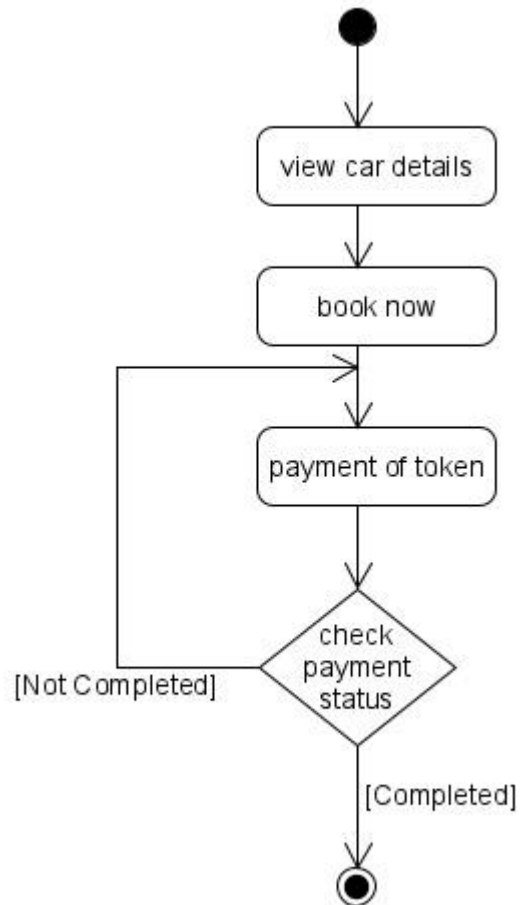 view car details
book now
payment of token
check
payment
status
[Not Completed]
[Completed]